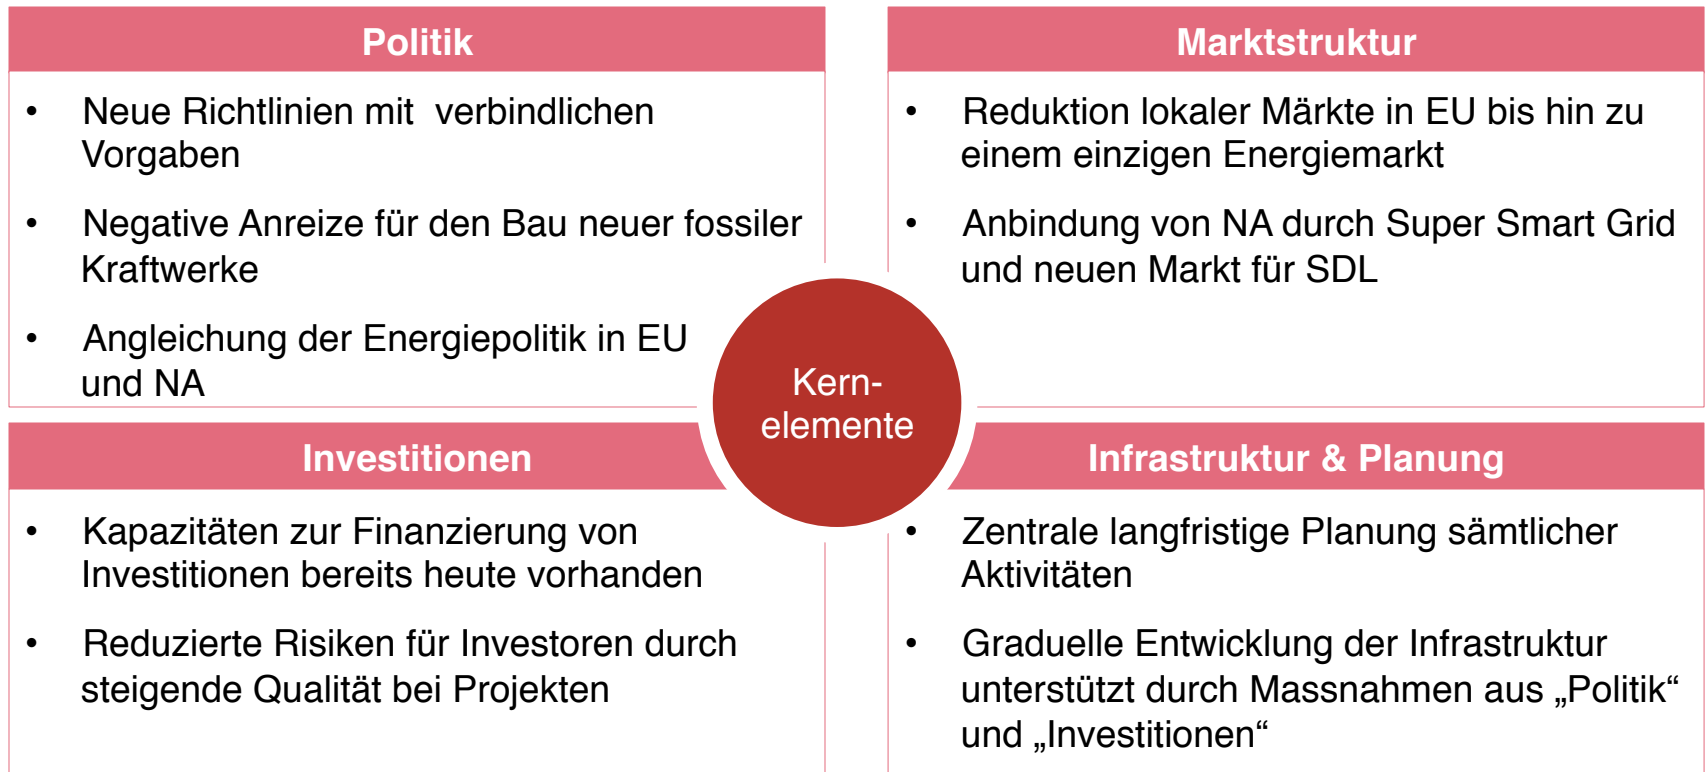 Politik
• Neue Richtlinien mit verbindlichen
Vorgaben
• Negative Anreize für den Bau neuer fossiler
Kraftwerke
• Angleichung der Energiepolitik in EU
und NA
Marktstruktur
• Reduktion lokaler Märkte in EU bis hin zu
einem einzigen Energiemarkt
• Anbindung von NA durch Super Smart Grid
und neuen Markt für SDL
Kern-
elemente
Investitionen
• Kapazitäten zur Finanzierung von
Investitionen bereits heute vorhanden
• Reduzierte Risiken für Investoren durch
steigende Qualität bei Projekten
Infrastruktur & Planung
• Zentrale langfristige Planung sämtlicher
Aktivitäten
• Graduelle Entwicklung der Infrastruktur
unterstützt durch Massnahmen aus „Politik“
und „Investitionen“